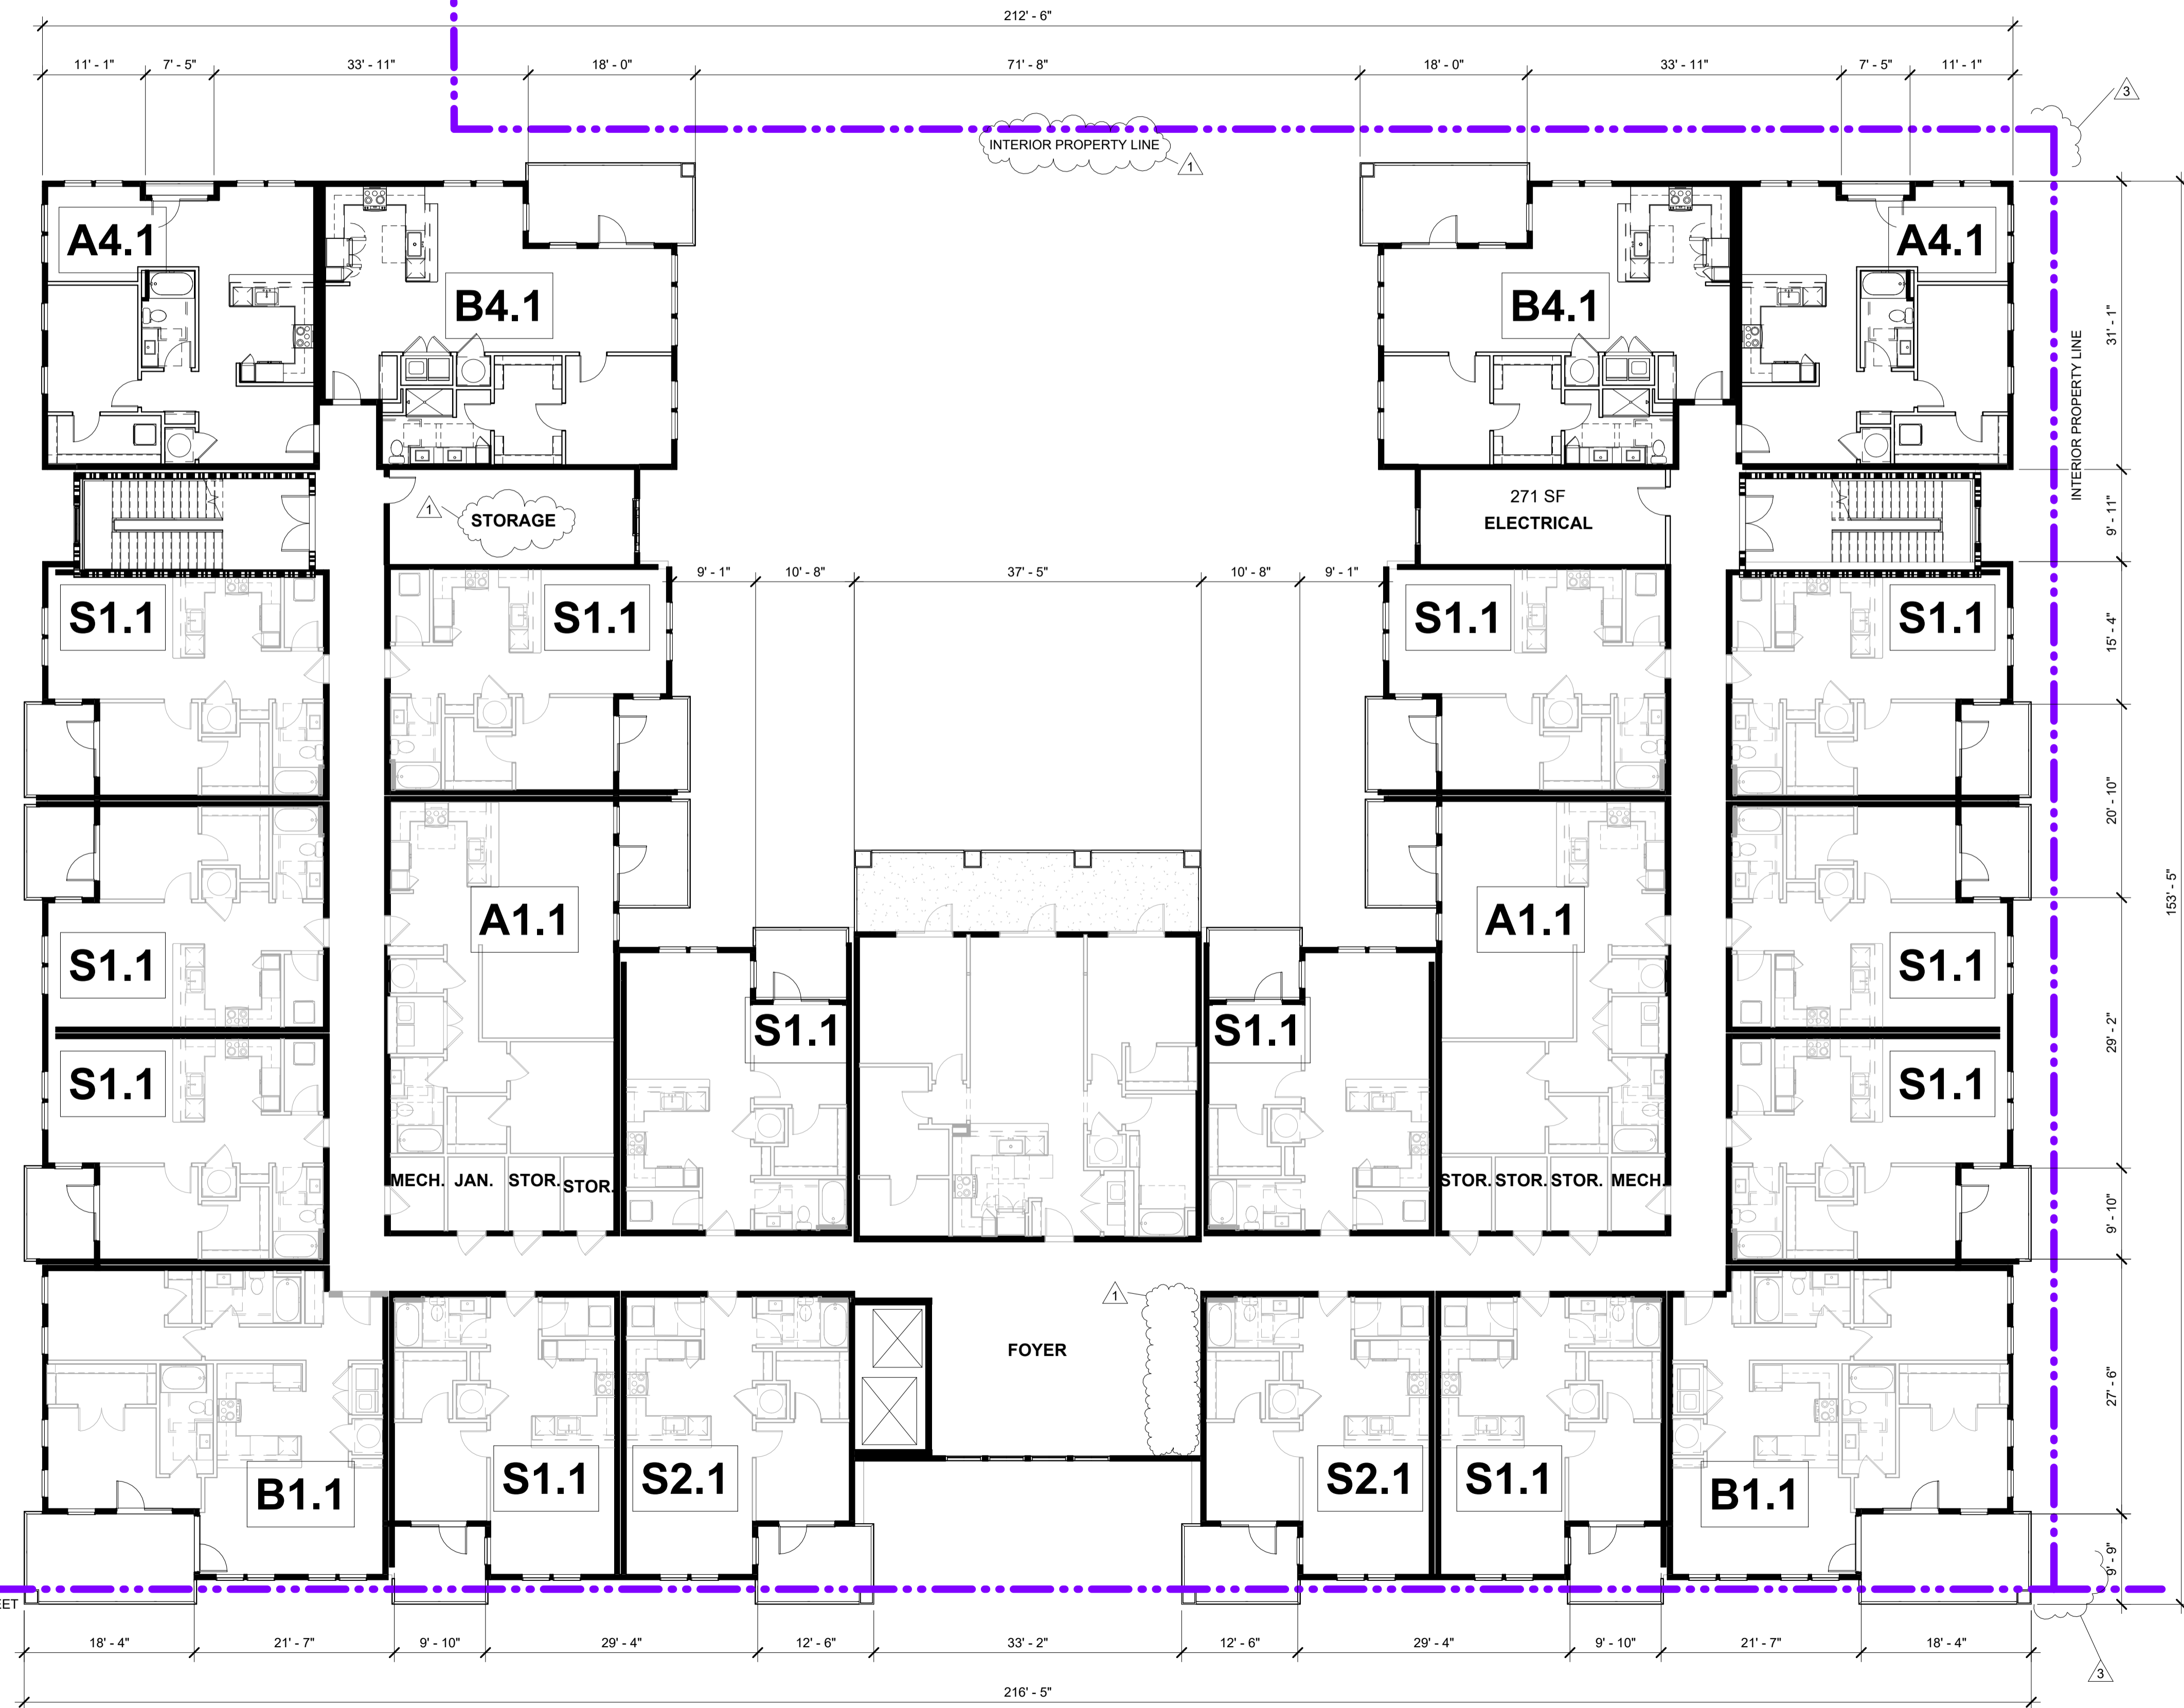 212' - 6"
11' - 1"
7' - 5"
33' - 11"
18' - 0"
71' - 8"
18' - 0"
33' - 11"
7' - 5"
11' - 1"
3
INTERIOR PROPERTY LINE
1
A4.1
B4.1
B4.1
A4.1
31' - 1"
INTERIOR PROPERTY LINE
1
STORAGE
271 SF
ELECTRICAL
9' - 11"
9' - 1"
10' - 8"
37' - 5"
10' - 8"
9' - 1"
S1.1
S1.1
S1.1
S1.1
15' - 4"
20' - 10"
153' - 5"
A1.1
A1.1
S1.1
S1.1
S1.1
S1.1
29' - 2"
S1.1
S1.1
MECH.
JAN.
STOR.
STOR.
STOR.
STOR.
STOR.
MECH.
9' - 10"
1
FOYER
27' - 6"
B1.1
S1.1
S2.1
S2.1
S1.1
B1.1
9' - 9"
EET
18' - 4"
21' - 7"
9' - 10"
29' - 4"
12' - 6"
33' - 2"
12' - 6"
29' - 4"
9' - 10"
21' - 7"
18' - 4"
3
216' - 5"